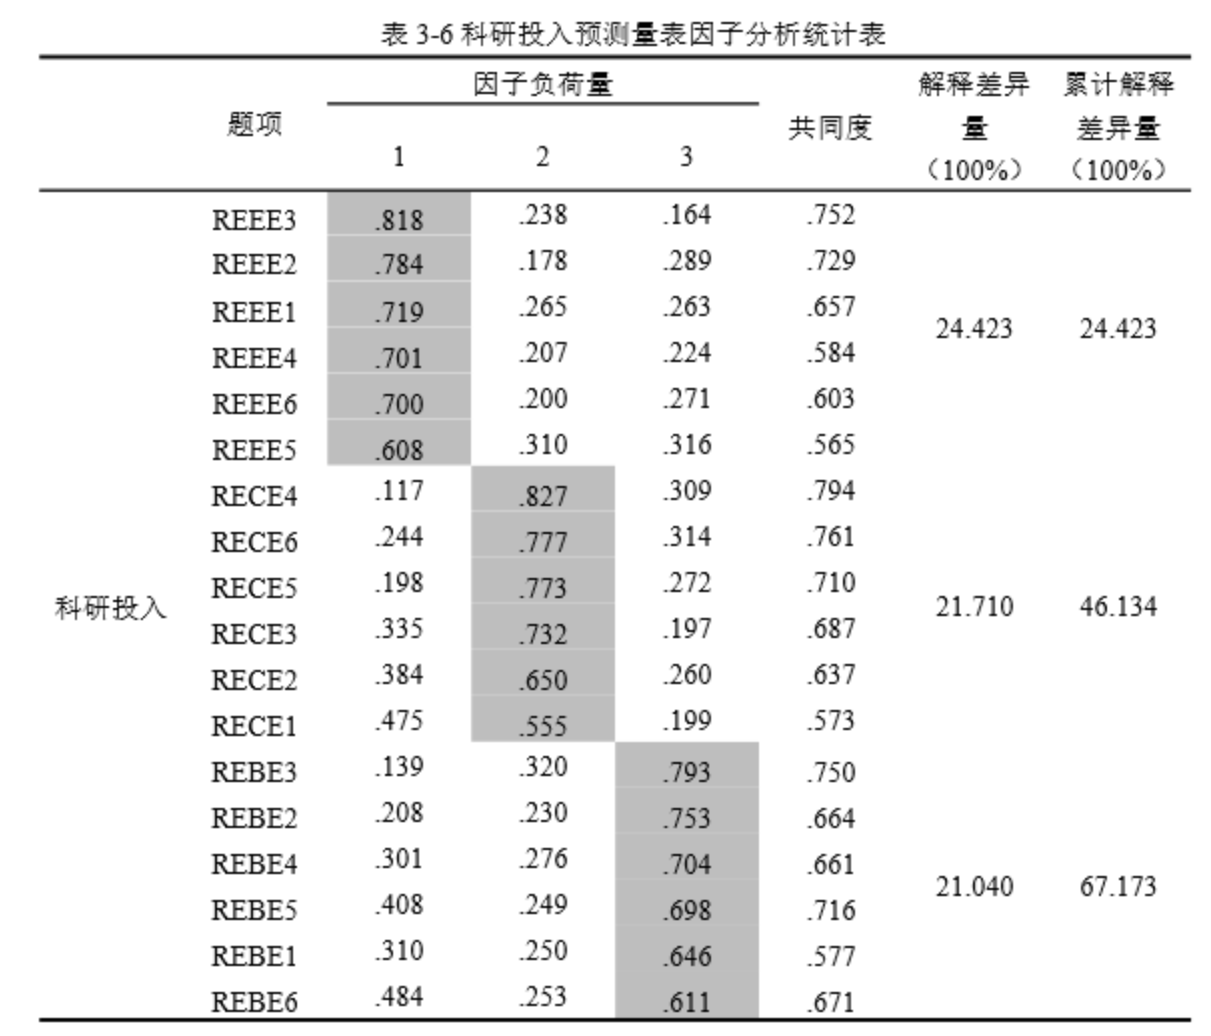 表 3-6 科研投入预测量表因子分析统计表
题项 因子负荷量 共同度 解释差异量（100%） 累计解释差异量（100%）
1 2 3
科研投入
REEE3 .818 .238 .164 .752
REEE2 .784 .178 .289 .729
REEE1 .719 .265 .263 .657
24.423 24.423
REEE4 .701 .207 .224 .584
REEE6 .700 .200 .271 .603
REEE5 .608 .310 .316 .565
RECE4 .117 .827 .309 .794
RECE6 .244 .777 .314 .761
RECE5 .198 .773 .272 .710
21.710 46.134
RECE3 .335 .732 .197 .687
RECE2 .384 .650 .260 .637
RECE1 .475 .555 .199 .573
REBE3 .139 .320 .793 .750
REBE2 .208 .230 .753 .664
REBE4 .301 .276 .704 .661
21.040 67.173
REBE5 .408 .249 .698 .716
REBE1 .310 .250 .646 .577
REBE6 .484 .253 .611 .671